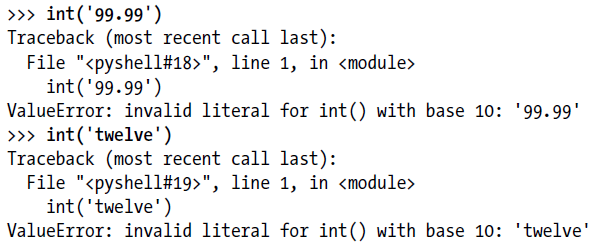 >>> int('99.99')
Traceback (most recent call last):
  File "<pyshell#18>", line 1, in <module>
    int('99.99')
ValueError: invalid literal for int() with base 10: '99.99'
>>> int('twelve')
Traceback (most recent call last):
  File "<pyshell#19>", line 1, in <module>
    int('twelve')
ValueError: invalid literal for int() with base 10: 'twelve'